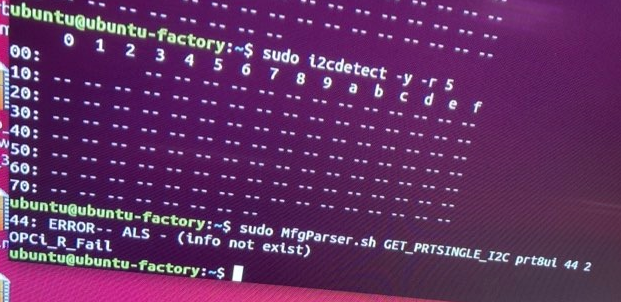 ubuntu@ubuntu-factory:~$ sudo i2cdetect -y -r 5
0 1 2 3 4 5 6 7 8 9 a b c d e f
00: -- -- -- -- -- -- -- -- -- -- -- -- --
10: -- -- -- -- -- -- -- -- -- -- -- -- -- -- -- --
20: -- -- -- -- -- -- -- -- -- -- -- -- -- -- -- --
30: -- -- -- -- -- -- -- -- -- -- -- -- -- -- -- --
40: -- -- -- -- -- -- -- -- -- -- -- -- -- -- -- --
50: -- -- -- -- -- -- -- -- -- -- -- -- -- -- -- --
60: -- -- -- -- -- -- -- -- -- -- -- -- -- -- -- --
70: -- -- -- -- -- -- -- --
ubuntu@ubuntu-factory:~$ sudo MfgParser.sh GET_PRTSINGLE_I2C prt8ui 44 2
44: ERROR-- ALS - (info not exist)
OPCi_R_Fail
ubuntu@ubuntu-factory:~$